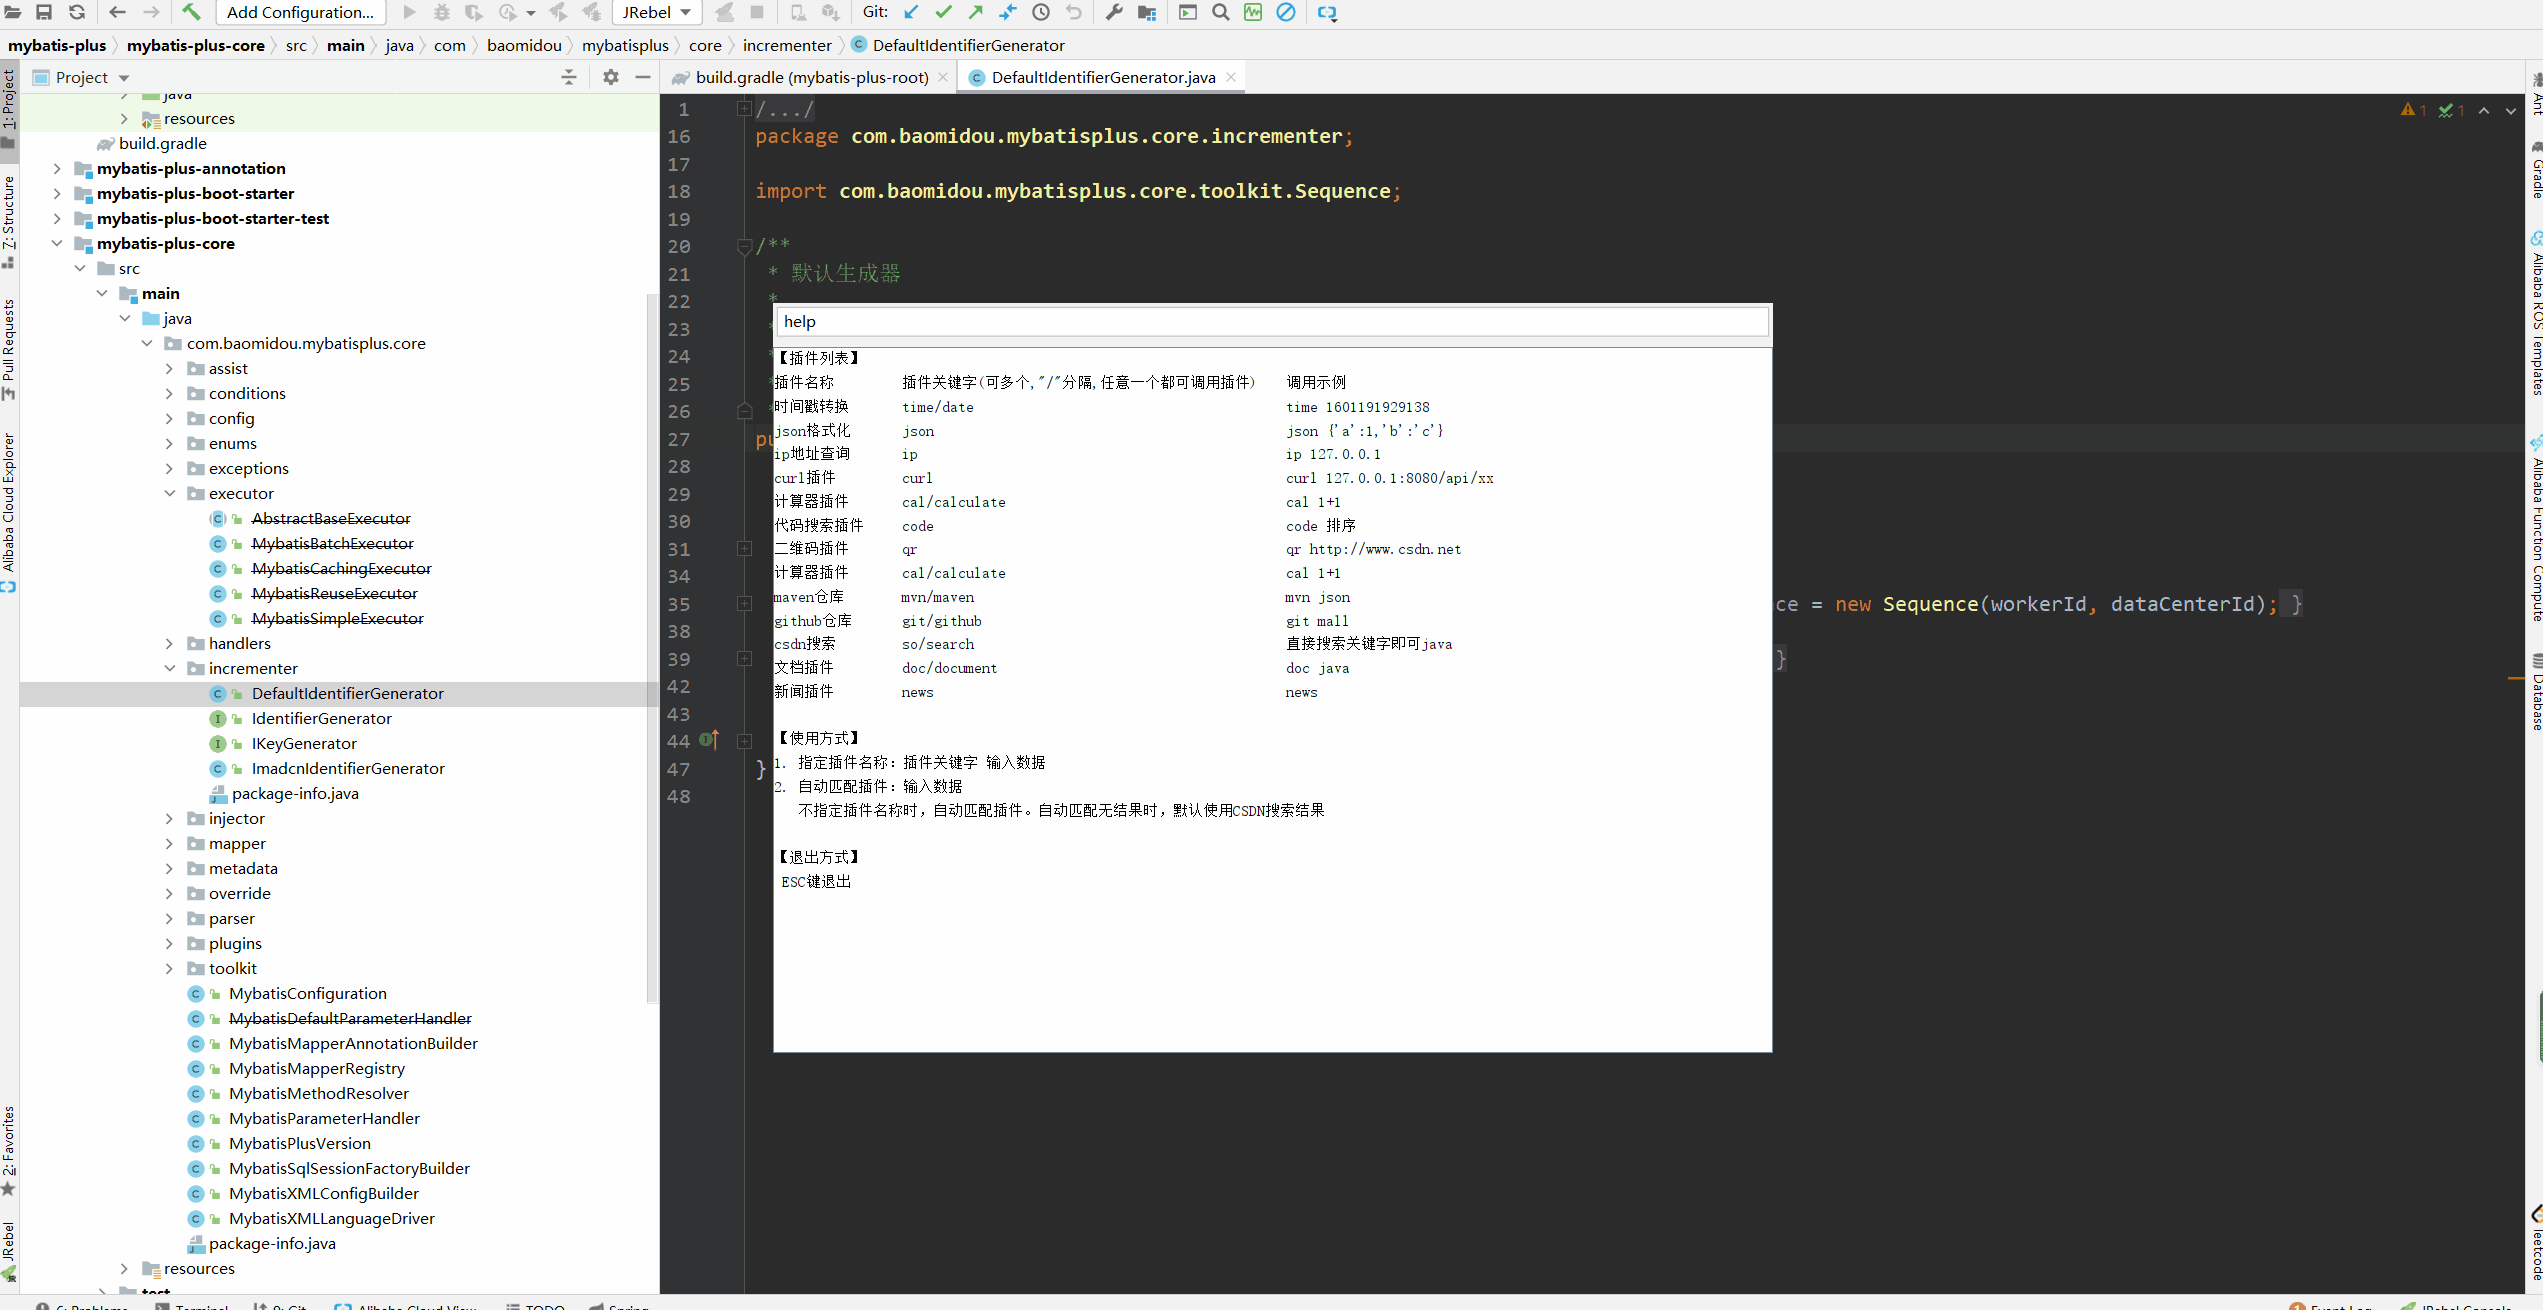 Add Configuration...
JRebel
Git:
mybatis-plus
mybatis-plus-core
src
main
java
com
baomidou
mybatisplus
core
incrementer
DefaultIdentifierGenerator
Project
build.gradle (mybatis-plus-root)
DefaultIdentifierGenerator.java
1: Project
7: Structure
Pull Requests
Alibaba Cloud Explorer
2: Favorites
JRebel
java
resources
build.gradle
mybatis-plus-annotation
mybatis-plus-boot-starter
mybatis-plus-boot-starter-test
mybatis-plus-core
src
main
java
com.baomidou.mybatisplus.core
assist
conditions
config
enums
exceptions
executor
AbstractBaseExecutor
MybatisBatchExecutor
MybatisCachingExecutor
MybatisReuseExecutor
MybatisSimpleExecutor
handlers
incrementer
DefaultIdentifierGenerator
IdentifierGenerator
IKeyGenerator
ImadcnIdentifierGenerator
package-info.java
injector
mapper
metadata
override
parser
plugins
toolkit
MybatisConfiguration
MybatisDefaultParameterHandler
MybatisMapperAnnotationBuilder
MybatisMapperRegistry
MybatisMethodResolver
MybatisParameterHandler
MybatisPlusVersion
MybatisSqlSessionFactoryBuilder
MybatisXMLConfigBuilder
MybatisXMLLanguageDriver
package-info.java
resources
test
1 /.../
16 package com.baomidou.mybatisplus.core.incrementer;
17
18 import com.baomidou.mybatisplus.core.toolkit.Sequence;
19
20 /**
21 * 默认生成器
22 *
23
24
25
26
27 pu
28
29
30
31
34
35 ce = new Sequence(workerId, dataCenterId); }
38
39 }
42
43
44
47 }
48
1
1
help
【插件列表】
插件名称 插件关键字(可多个,"/"分隔,任意一个都可调用插件) 调用示例
时间戳转换 time/date time 1601191929138
json格式化 json json {'a':1,'b':'c'}
ip地址查询 ip ip 127.0.0.1
curl插件 curl curl 127.0.0.1:8080/api/xx
计算器插件 cal/calculate cal 1+1
代码搜索插件 code code 排序
二维码插件 qr qr http://www.csdn.net
计算器插件 cal/calculate cal 1+1
maven仓库 mvn/maven mvn json
github仓库 git/github git mall
csdn搜索 so/search 直接搜索关键字即可java
文档插件 doc/document doc java
新闻插件 news news
【使用方式】
1. 指定插件名称：插件关键字 输入数据
2. 自动匹配插件：输入数据
不指定插件名称时，自动匹配插件。自动匹配无结果时，默认使用CSDN搜索结果
【退出方式】
ESC键退出
Ant
Gradle
Alibaba ROS Templates
Alibaba Function Compute
Database
leetcode
6: Problems
Terminal
9: Git
Alibaba Cloud View
TODO
Spring
1 Event Log
JRebel Console